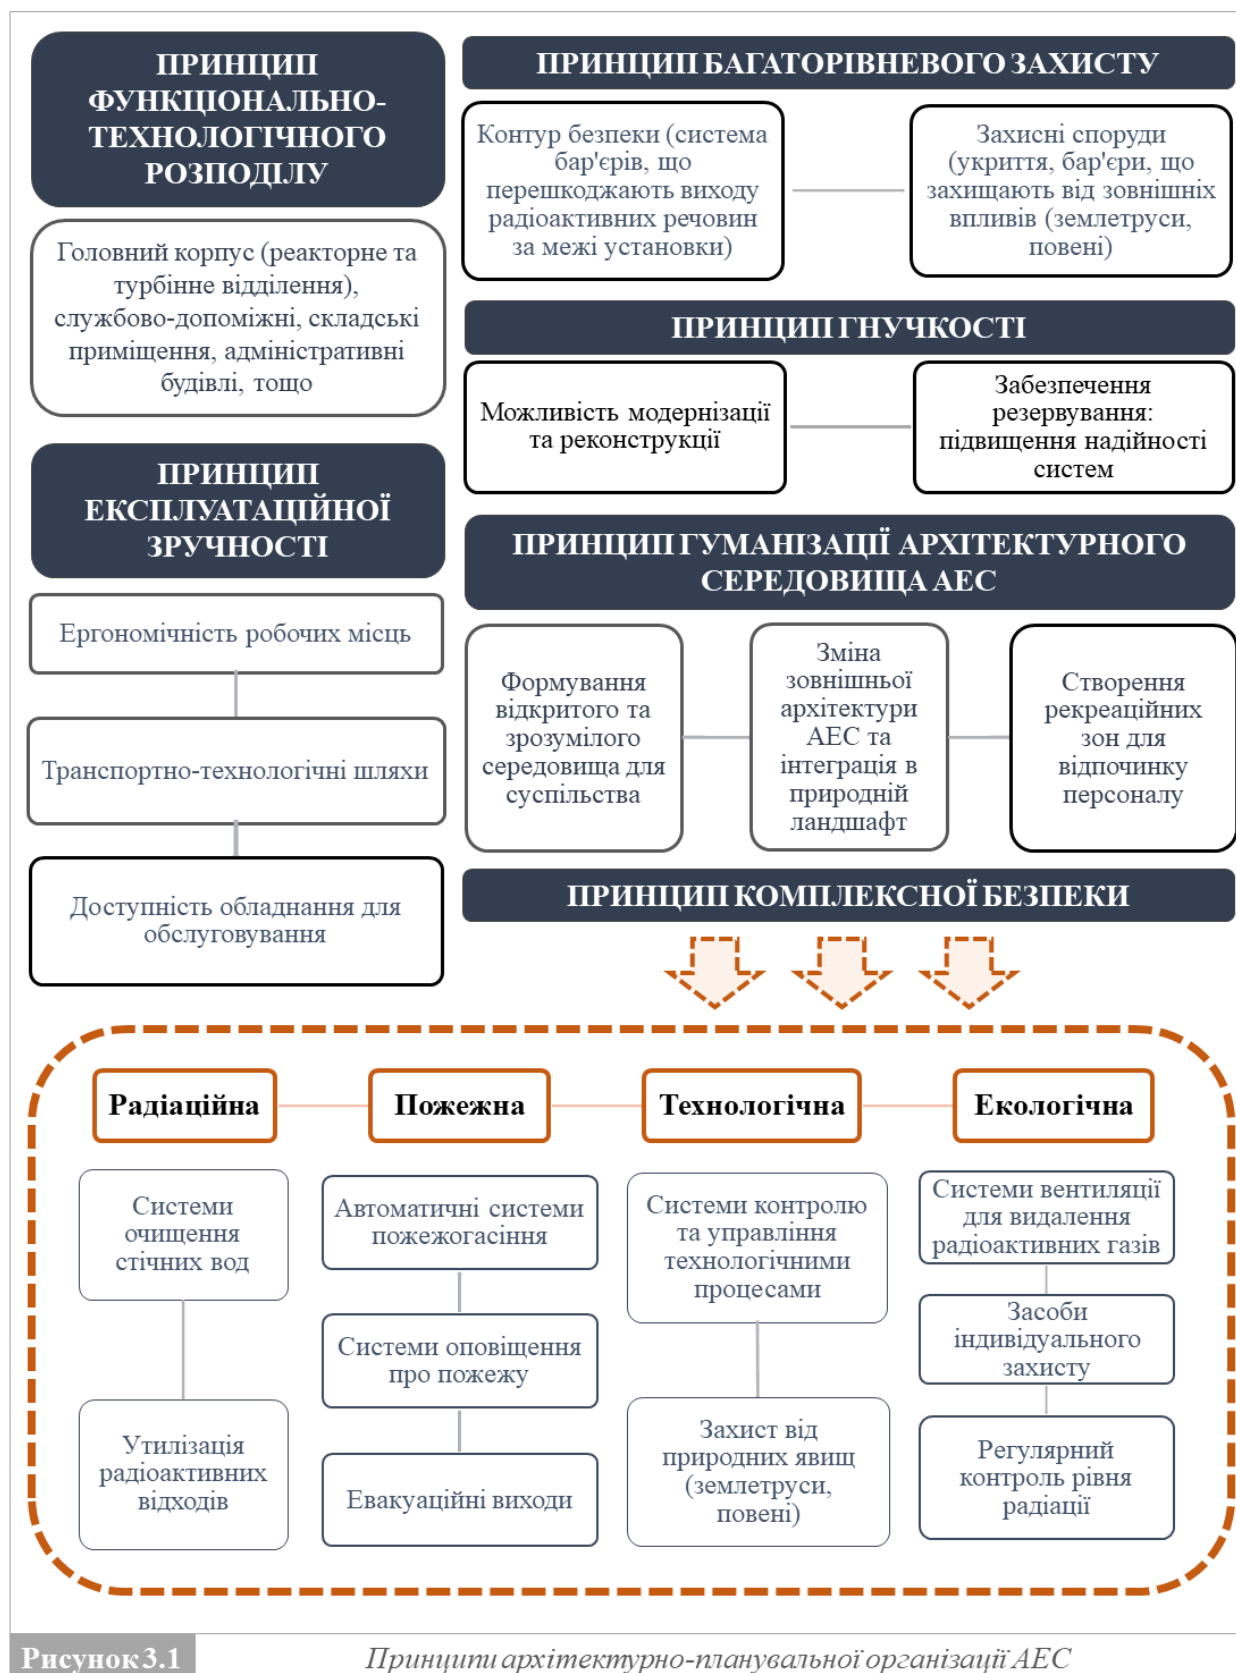 ПРИНЦИП
ФУНКЦІОНАЛЬНО-
ТЕХНОЛОГІЧНОГО
РОЗПОДІЛУ
Головний корпус (реакторне та
турбінне відділення),
службово-допоміжні, складські
приміщення, адміністративні
будівлі, тощо
ПРИНЦИП
ЕКСПЛУАТАЦІЙНОЇ
ЗРУЧНОСТІ
Ергономічність робочих місць
Транспортно-технологічні шляхи
Доступність обладнання для
обслуговування
ПРИНЦИП БАГАТОРІВНЕВОГО ЗАХИСТУ
Контур безпеки (система
бар'єрів, що
перешкоджають виходу
радіоактивних речовин
за межі установки)
Захисні споруди
(укриття, бар'єри, що
захищають від зовнішніх
впливів (землетруси,
повені)
ПРИНЦИП ГНУЧКОСТІ
Можливість модернізації
та реконструкції
Забезпечення
резервування:
підвищення надійності
систем
ПРИНЦИП ГУМАНІЗАЦІЇ АРХІТЕКТУРНОГО
СЕРЕДОВИЩА АЕС
Формування
відкритого та
зрозумілого
середовища для
суспільства
Зміна
зовнішньої
архітектури
АЕС та
інтеграція в
природній
ландшафт
Створення
рекреаційних
зон для
відпочинку
персоналу
ПРИНЦИП КОМПЛЕКСНОЇ БЕЗПЕКИ
Радіаційна
Пожежна
Технологічна
Екологічна
Системи
очищення
стічних вод
Утилізація
радіоактивних
відходів
Автоматичні системи
пожежогасіння
Системи оповіщення
про пожежу
Евакуаційні виходи
Системи контролю
та управління
технологічними
процесами
Захист від
природних явищ
(землетруси,
повені)
Системи вентиляції
для видалення
радіоактивних газів
Засоби
індивідуального
захисту
Регулярний
контроль рівня
радіації
Рисунок 3.1
Принципи архітектурно-планувальної організації АЕС